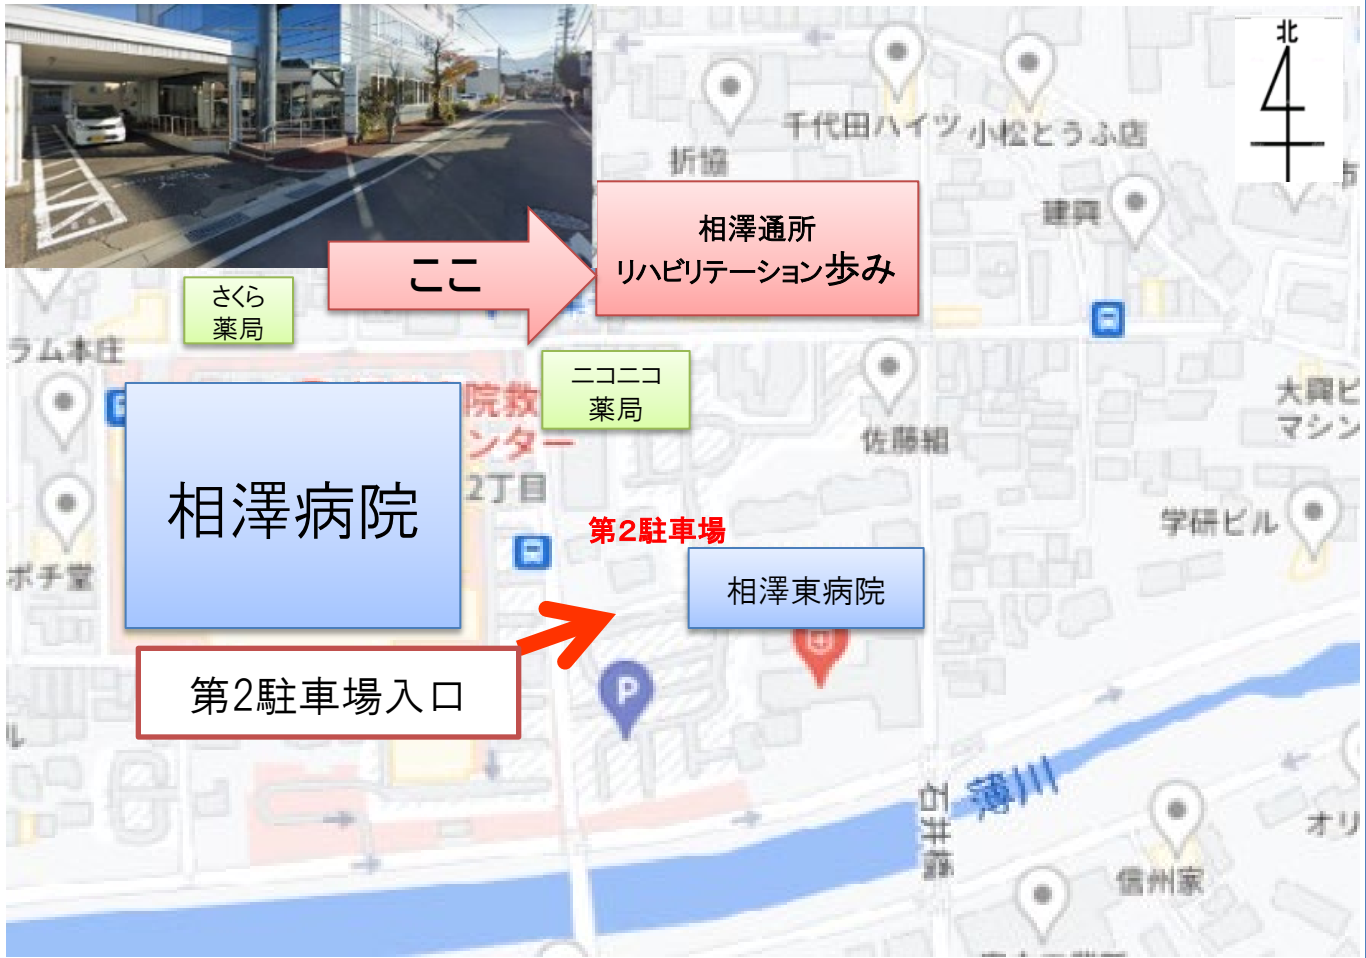 北
千代田ハイツ
小松とうふ店
折協
建興
市
相澤通所
リハビリテーション歩み
ここ
さくら
薬局
ラム本庄
ニコニコ
薬局
院救
ンター
2丁目
佐藤組
大興ビ
マシン
相澤病院
第2駐車場
学研ビル
ポチ堂
相澤東病院
第2駐車場入口
P
ル
薄川
石井橋
オリ
信州家